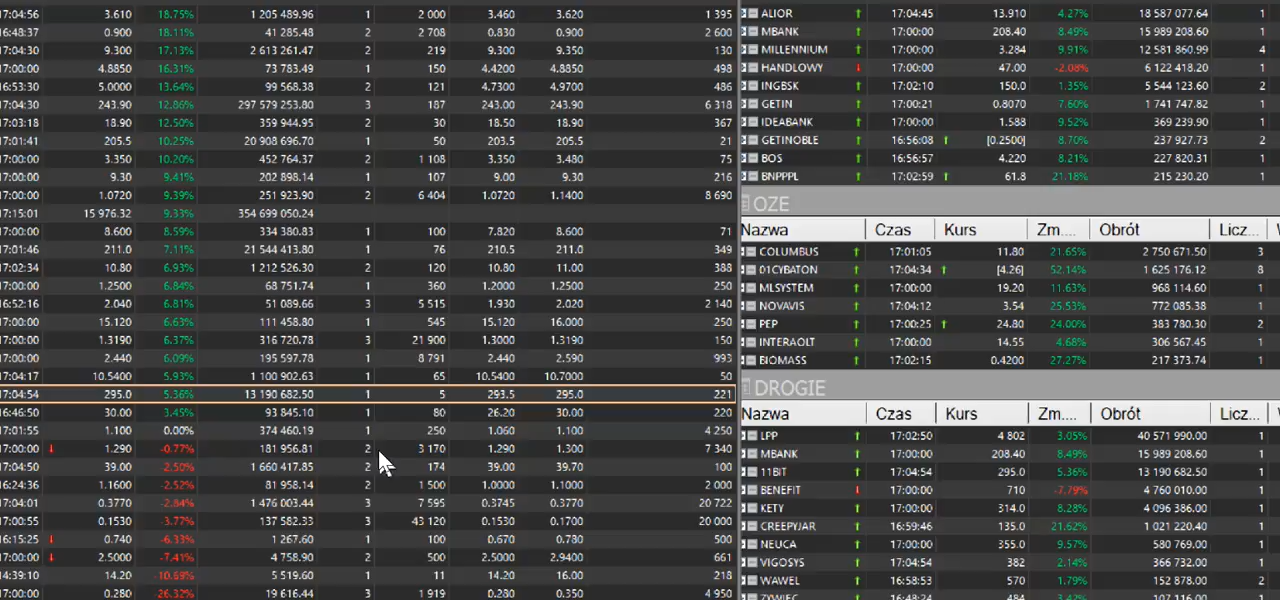 17:04:56 3.610 18.75% 1 205 489.96 1 2 000 3.460 3.620 1 395
16:48:37 0.900 18.11% 41 285.48 2 2 708 0.830 0.900 2 600
17:04:30 9.300 17.13% 2 613 261.47 2 219 9.300 9.350 130
17:00:00 4.8850 16.31% 73 783.49 1 150 4.4200 4.8850 498
16:53:30 5.0000 13.64% 99 568.38 2 121 4.7300 4.9700 486
17:04:30 243.90 12.86% 297 579 253.80 3 187 243.00 243.90 6 318
17:03:18 18.90 12.50% 359 944.95 2 30 18.50 18.90 367
17:01:41 205.5 10.25% 20 908 696.70 1 50 203.5 205.5 21
17:00:00 3.350 10.20% 452 764.37 2 1 108 3.350 3.480 75
17:00:00 9.30 9.41% 202 898.14 1 107 9.00 9.30 216
17:00:00 1.0720 9.39% 251 923.90 2 6 404 1.0720 1.1400 8 690
17:15:01 15 976.32 9.33% 354 699 050.24
17:00:00 8.600 8.59% 334 380.83 1 100 7.820 8.600 71
17:01:46 211.0 7.11% 21 544 413.80 1 76 210.5 211.0 349
17:02:34 10.80 6.93% 1 212 526.30 2 120 10.80 11.00 388
17:00:00 1.2500 6.84% 68 751.74 1 360 1.2000 1.2500 250
16:52:16 2.040 6.81% 51 089.66 3 5 515 1.930 2.020 2 140
17:00:00 15.120 6.63% 111 458.80 1 545 15.120 16.000 250
17:00:00 1.3190 6.37% 316 720.78 3 21 900 1.3000 1.3190 150
17:00:00 2.440 6.09% 195 597.78 1 8 791 2.440 2.590 993
17:04:17 10.5400 5.93% 1 100 902.63 1 65 10.5400 10.7000 50
17:04:54 295.0 5.36% 13 190 682.50 1 5 293.5 295.0 221
16:46:50 30.00 3.45% 93 845.10 1 80 26.20 30.00 220
17:01:55 1.100 0.00% 374 460.19 1 250 1.060 1.100 4 250
17:00:00 1.290 -0.77% 181 956.81 2 3 170 1.290 1.300 7 340
17:04:50 39.00 -2.50% 1 660 417.85 2 174 39.00 39.70 100
16:24:36 1.1600 -2.52% 81 958.14 1 500 1.0000 1.1000 2 000
17:04:01 0.3770 -2.84% 1 476 003.44 3 7 595 0.3745 0.3770 20 722
17:00:55 0.1530 -3.77% 137 582.33 3 43 120 0.1530 0.1700 20 000
16:15:25 0.740 -6.33% 1 267.60 1 100 0.670 0.780 500
17:00:00 2.5000 -7.41% 4 758.90 2 500 2.5000 2.9400 661
14:39:10 14.20 -10.69% 5 519.60 1 11 14.20 16.00 218
17:00:00 0.280 -26.32% 19 616.44 3 1 919 0.280 0.350 4 950
ALIOR 17:04:45 13.910 4.27% 18 587 077.64 1
MBANK 17:00:00 208.40 8.49% 15 989 208.60 1
MILLENNIUM 17:00:00 3.284 9.91% 12 581 860.99 4
HANDLOWY 17:00:00 47.00 -2.08% 6 122 418.20 1
INGBSK 17:02:10 150.0 1.35% 5 544 123.60 2
GETIN 17:00:21 0.8070 7.60% 1 741 747.82 1
IDEABANK 17:00:00 1.588 9.52% 369 239.90 1
GETINOBLE 16:56:08 [0.2500] 8.70% 237 927.73 2
BOS 16:56:57 4.220 8.21% 227 820.31 1
BNPPPL 17:02:59 61.8 21.18% 215 230.20 1
OZE
Nazwa Czas Kurs Zm.... Obrót Licz...
COLUMBUS 17:01:05 11.80 21.65% 2 750 671.50 3
01CYBATON 17:04:34 [4.26] 52.14% 1 625 176.12 8
MLSYSTEM 17:00:00 19.20 11.63% 968 114.60 1
NOVAVIS 17:04:12 3.54 25.53% 772 085.38 1
PEP 17:00:25 24.80 24.00% 383 780.30 2
INTERAOLT 17:00:00 14.55 4.68% 306 567.45 1
BIOMASS 17:02:15 0.4200 27.27% 217 373.74 1
DROGIE
Nazwa Czas Kurs Zm.... Obrót Licz...
LPP 17:02:50 4 802 3.05% 40 571 990.00 1
MBANK 17:00:00 208.40 8.49% 15 989 208.60 1
11BIT 17:04:54 295.0 5.36% 13 190 682.50 1
BENEFIT 17:00:00 710 -7.79% 4 760 010.00 1
KETY 17:00:00 314.0 8.28% 4 096 386.00 1
CREEPYJAR 16:59:46 135.0 21.62% 1 021 220.40 1
NEUCA 17:00:00 355.0 9.57% 580 769.00 1
VIGOSYS 17:04:54 382 2.14% 366 732.00 1
WAWEL 16:58:53 570 1.79% 152 878.00 2
ZYWIEC 16:48:24 484 3.42% 107 116.00 1